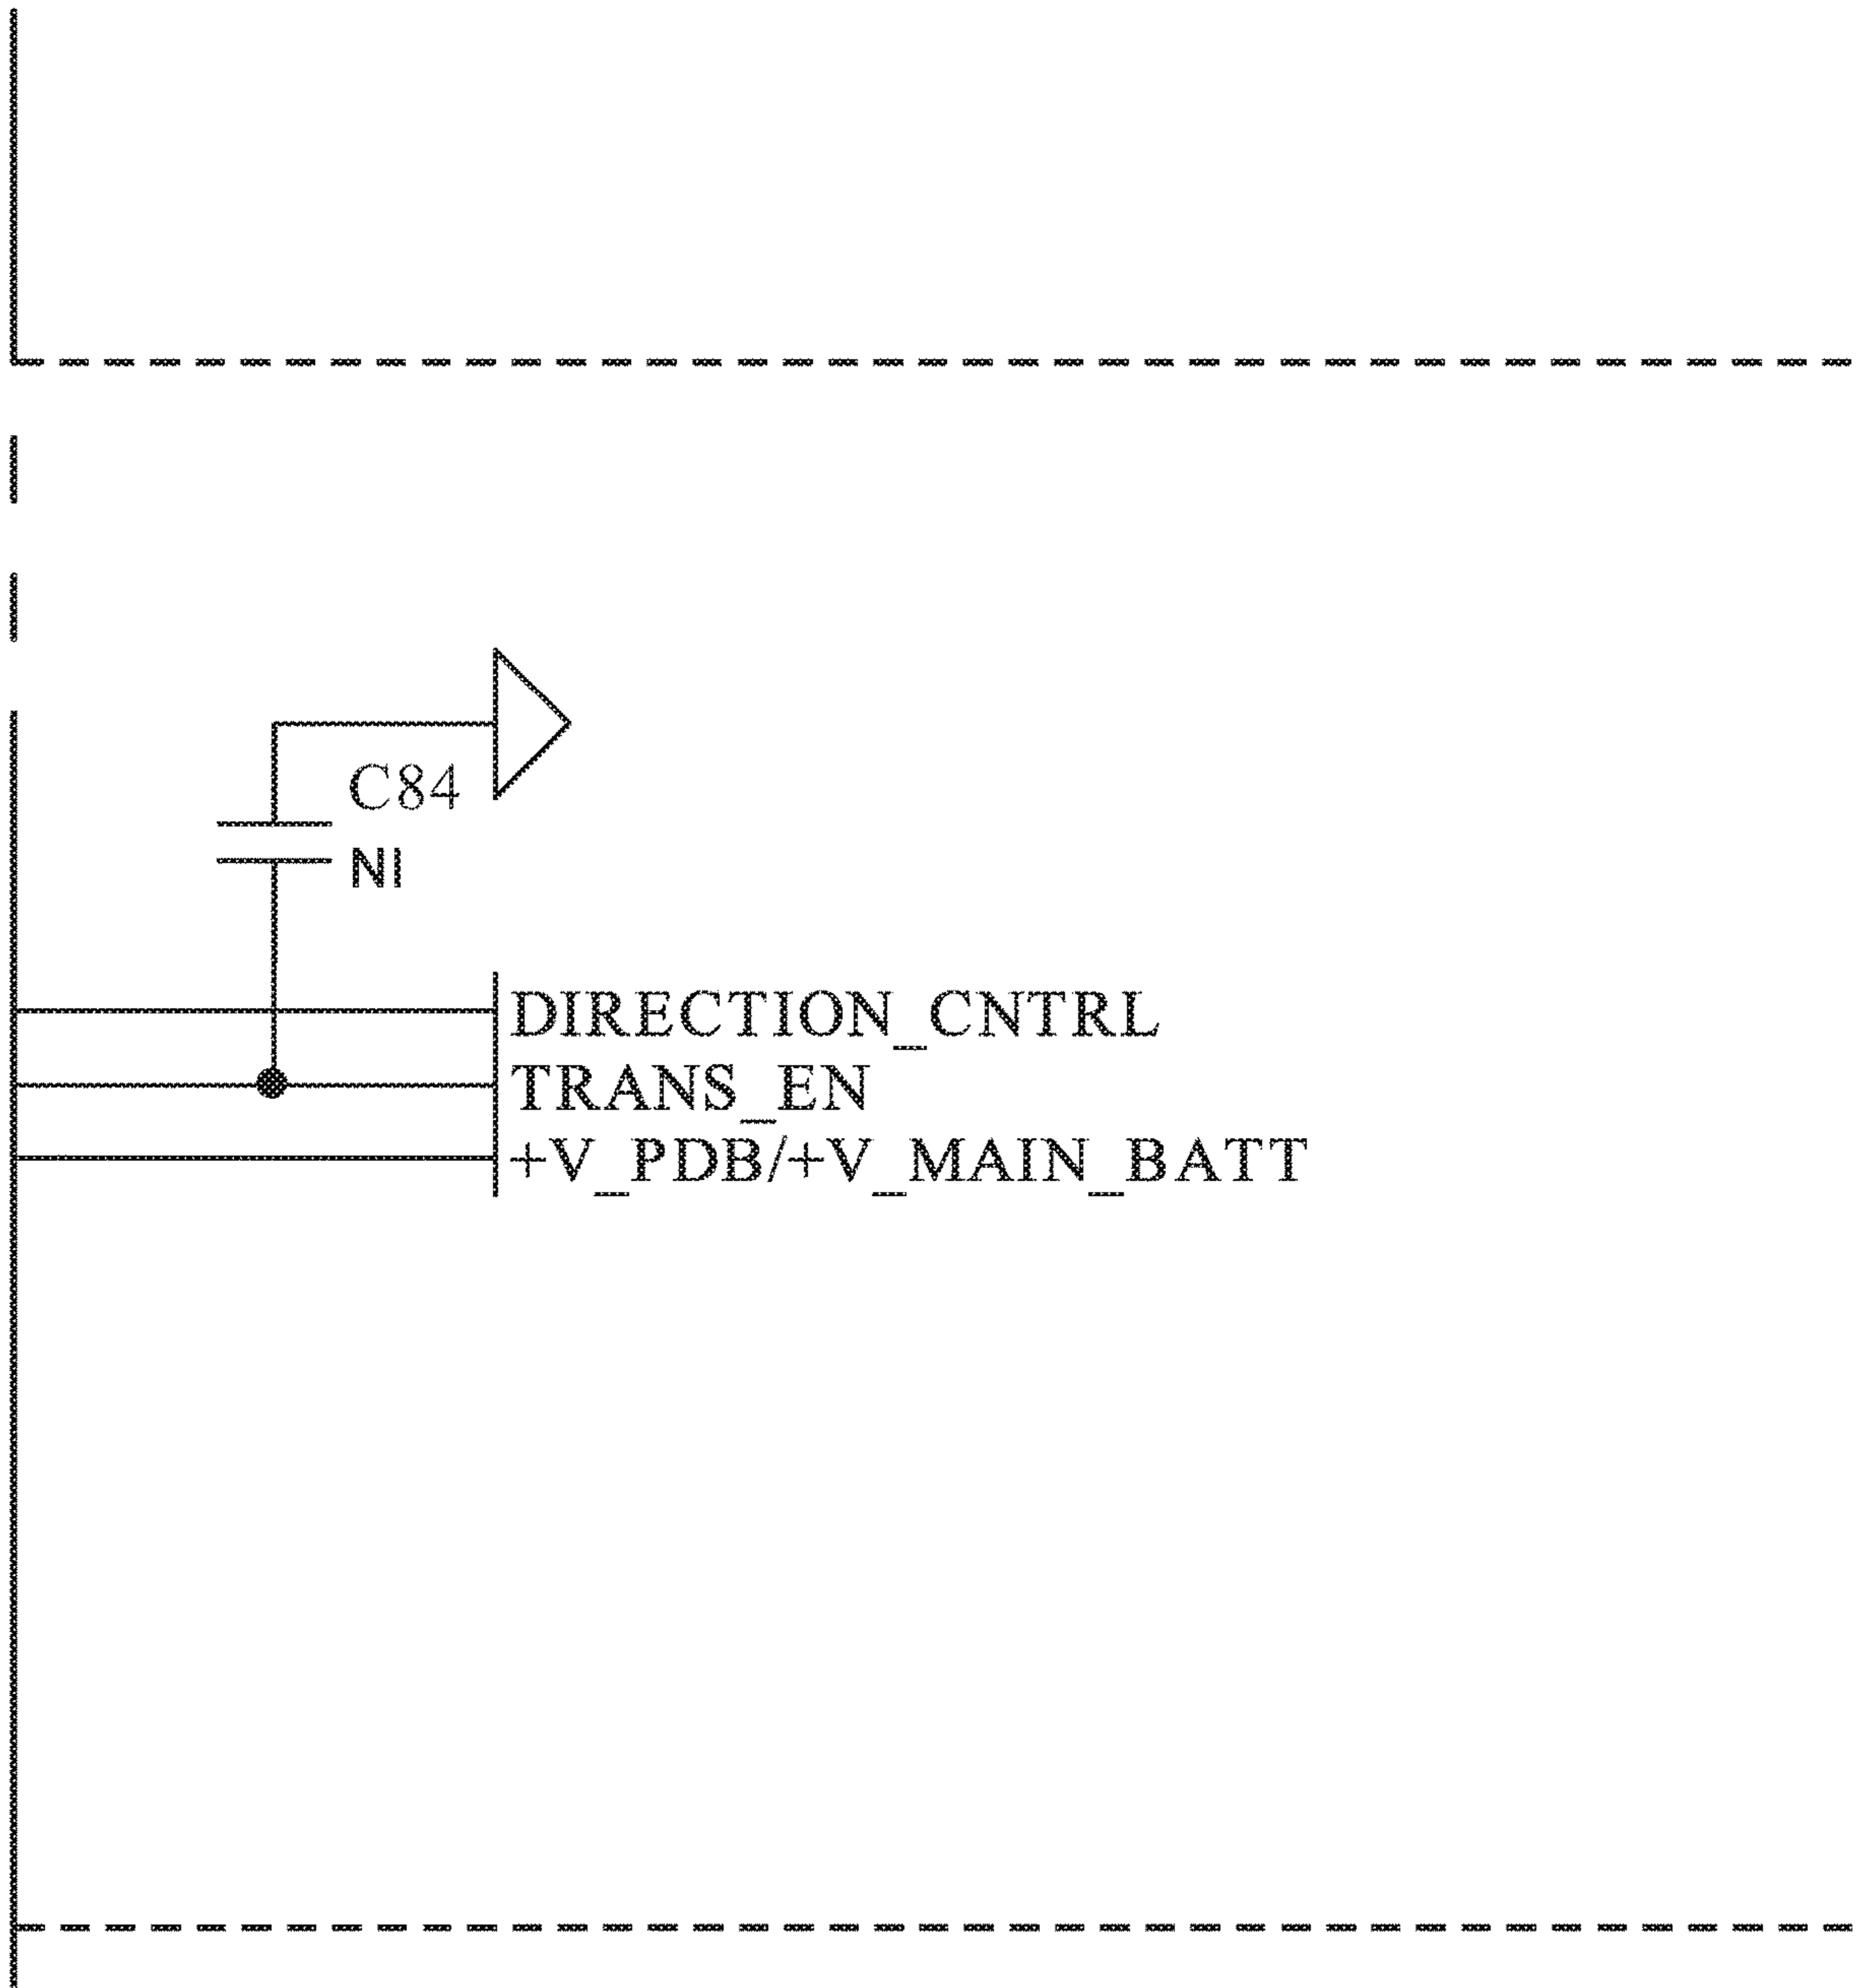 C84
NI
DIRECTION_CNTRL
TRANS_EN
+V_PDB/+V_MAIN_BATT